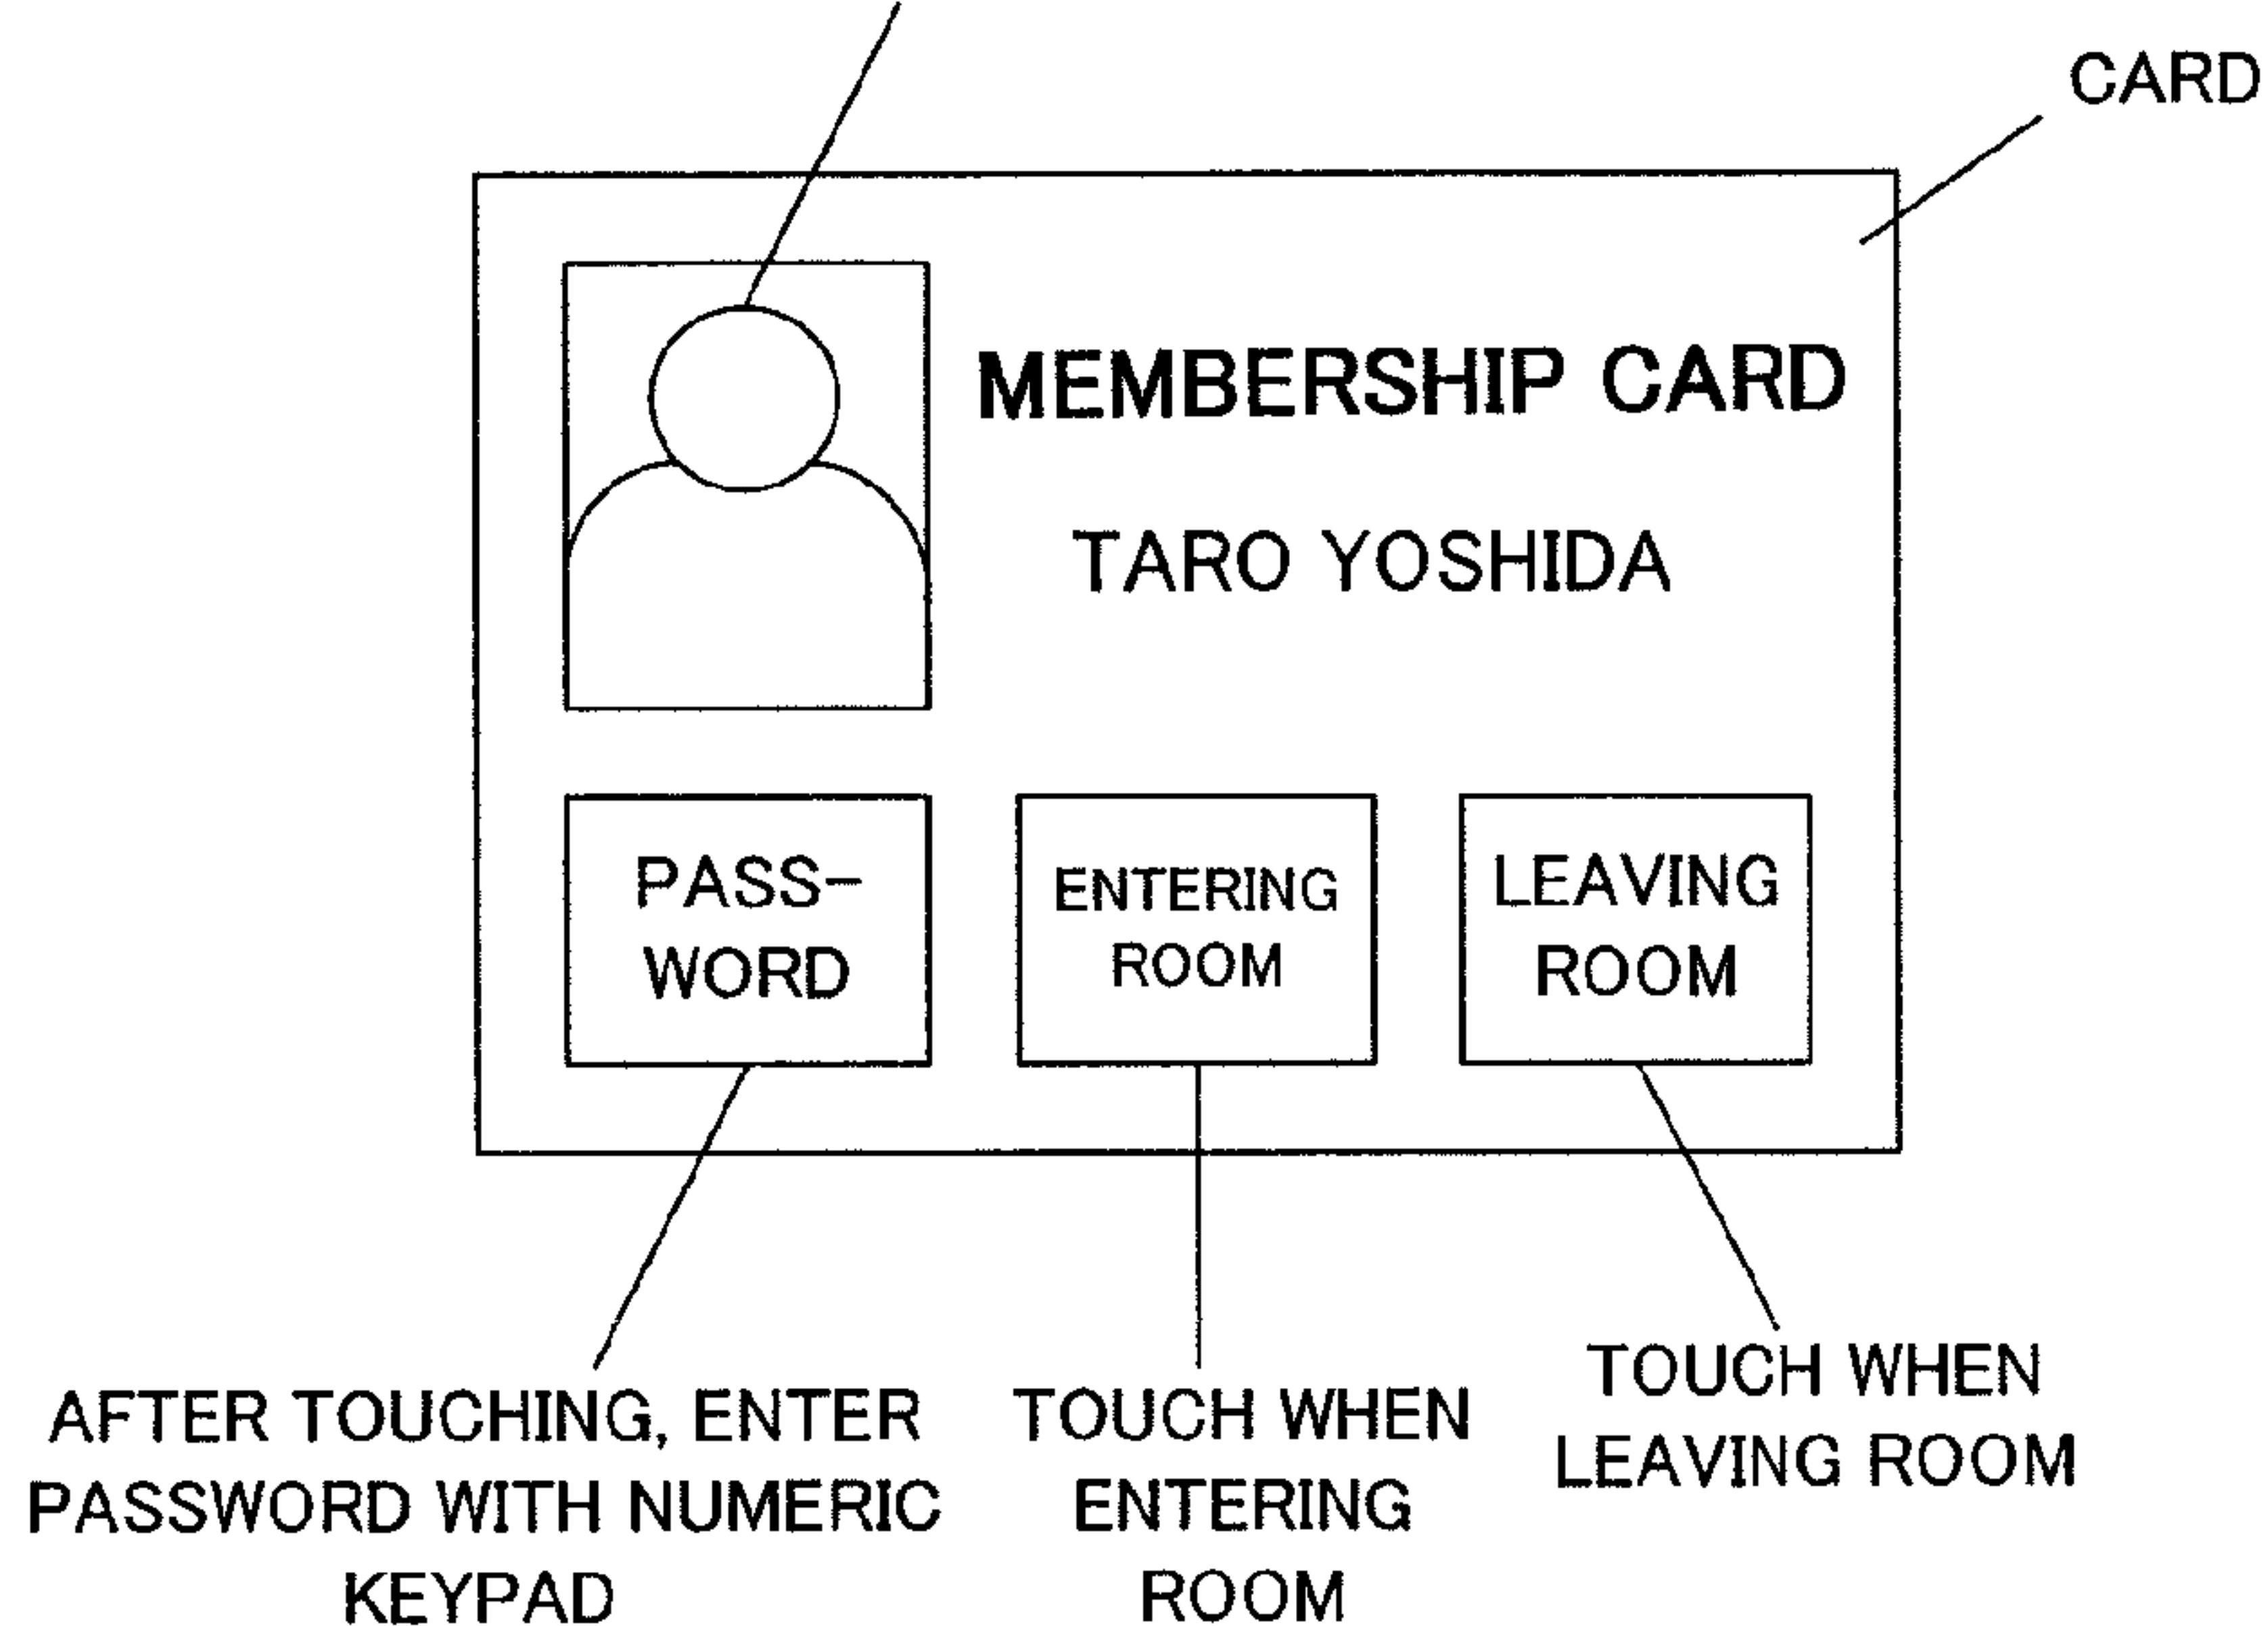 CARD
MEMBERSHIP CARD
TARO YOSHIDA
PASS-
WORD
ENTERING
ROOM
LEAVING
ROOM
AFTER TOUCHING, ENTER
PASSWORD WITH NUMERIC
KEYPAD
TOUCH WHEN
ENTERING
ROOM
TOUCH WHEN
LEAVING ROOM